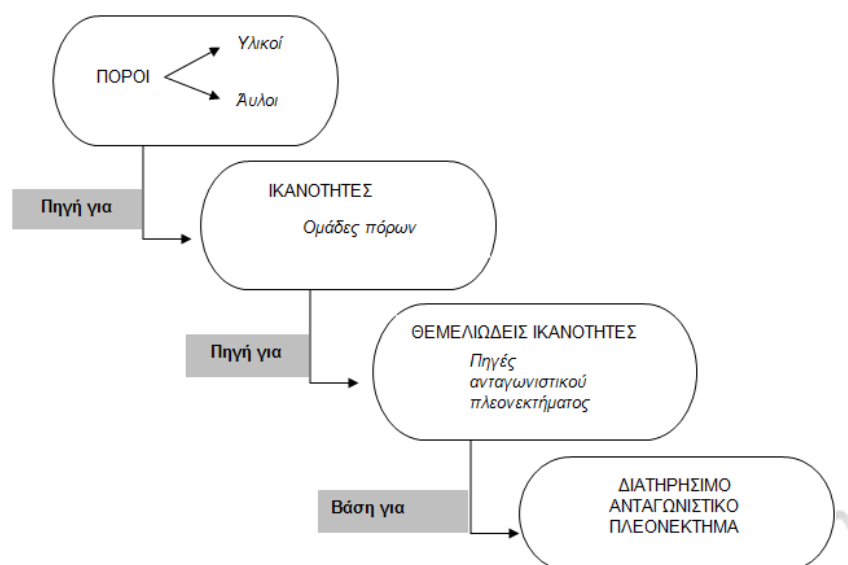 ΠΟΡΟΙ
Υλικοί
Άυλοι
Πηγή για
ΙΚΑΝΟΤΗΤΕΣ
Ομάδες πόρων
Πηγή για
ΘΕΜΕΛΙΩΔΕΙΣ ΙΚΑΝΟΤΗΤΕΣ
Πηγές
ανταγωνιστικού
πλεονεκτήματος
Βάση για
ΔΙΑΤΗΡΗΣΙΜΟ
ΑΝΤΑΓΩΝΙΣΤΙΚΟ
ΠΛΕΟΝΕΚΤΗΜΑ